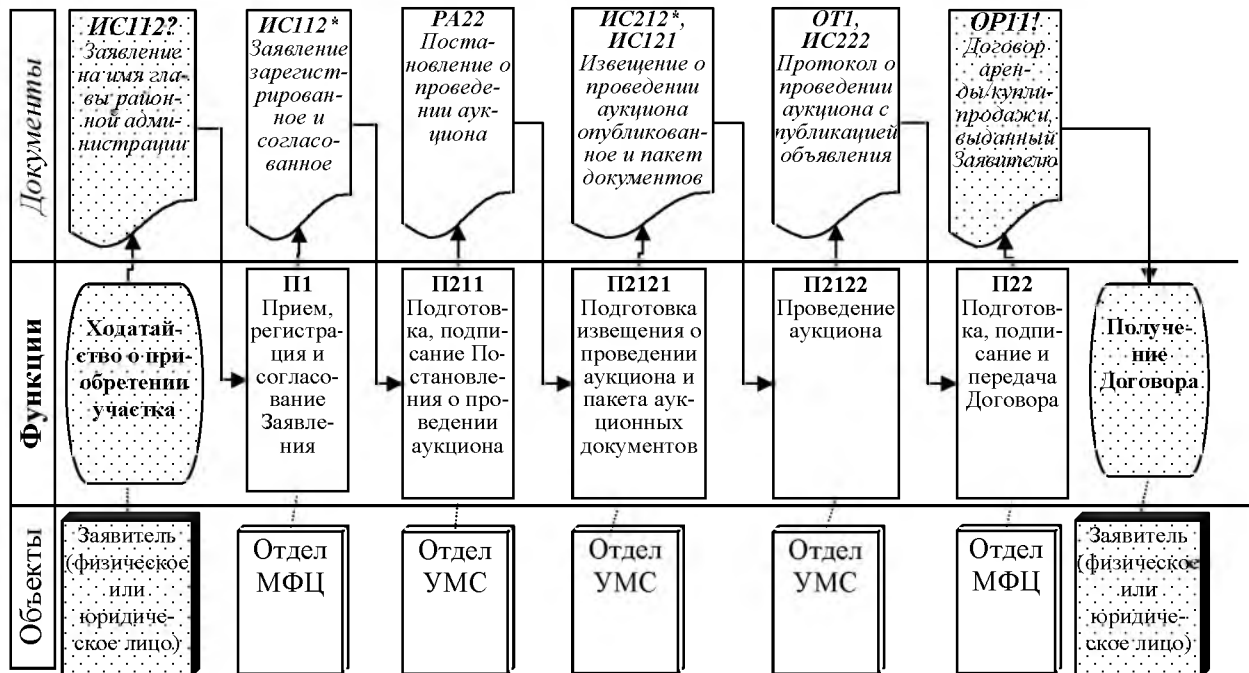 Документы
ИС112?
Заявление
на имя гла-
вы район-
ной адми-
нистрации
ИС112*
Заявление
зарегист-
рирован-
ное и
согласо-
ванное
РА22
Поста-
новление о
проведе-
нии аук-
циона
ИС212*,
ИС121
Извещение о
проведении
аукциона
опубликован-
ное и пакет
документов
ОТ1,
ИС222
Протокол о
проведении
аукциона с
публикацией
объявления
ОР11!
Договор
арен-
ды/купли-
продажи,
выданный
Заявителю
Функции
Ходатай-
ство о при-
обретении
участка
П1
Прием,
регистра-
ция и
согласо-
вание
Заявле-
ния
П211
Подготов-
ка, подпи-
сание По-
становле-
ния о про-
ведении
аукциона
П2121
Подготовка
извещения о
проведении
аукциона и
пакета аук-
ционных
документов
П2122
Проведение
аукциона
П22
Подготов-
ка, подпи-
сание и
передача
Договора
Получе-
ние
Договора
Объекты
Заявитель
(физическое
или
юридиче-
ское лицо)
Отдел
МФЦ
Отдел
УМС
Отдел
УМС
Отдел
УМС
Отдел
МФЦ
Заявитель
(физическое
или
юридиче-
ское лицо)